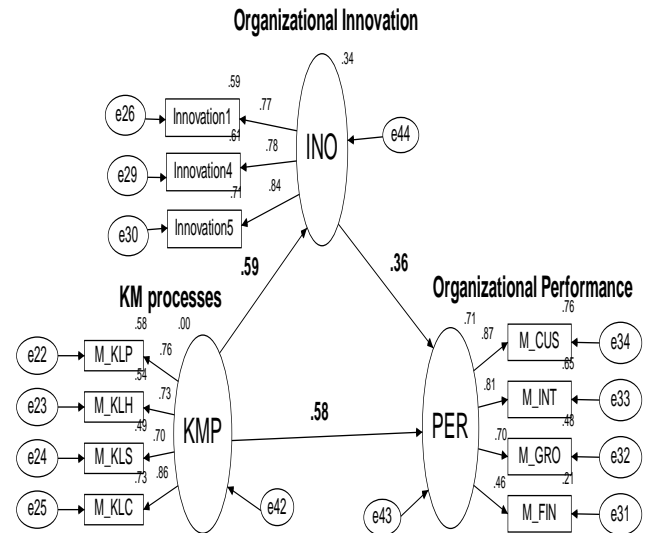 Organizational Innovation
.34
.59
e26
Innovation1
.77
INO
e44
.61
.78
e29
Innovation4
.71
.84
e30
Innovation5
.59
.36
KM processes
Organizational Performance
.58
.00
.71
.76
e22
M_KLP
.76
.87
M_CUS
e34
.54
.65
e23
M_KLH
.73
.81
M_INT
e33
.49
.48
KMP
.58
PER
e24
M_KLS
.70
.70
M_GRO
e32
.73
.86
.46
.21
e25
M_KLC
e42
e43
M_FIN
e31